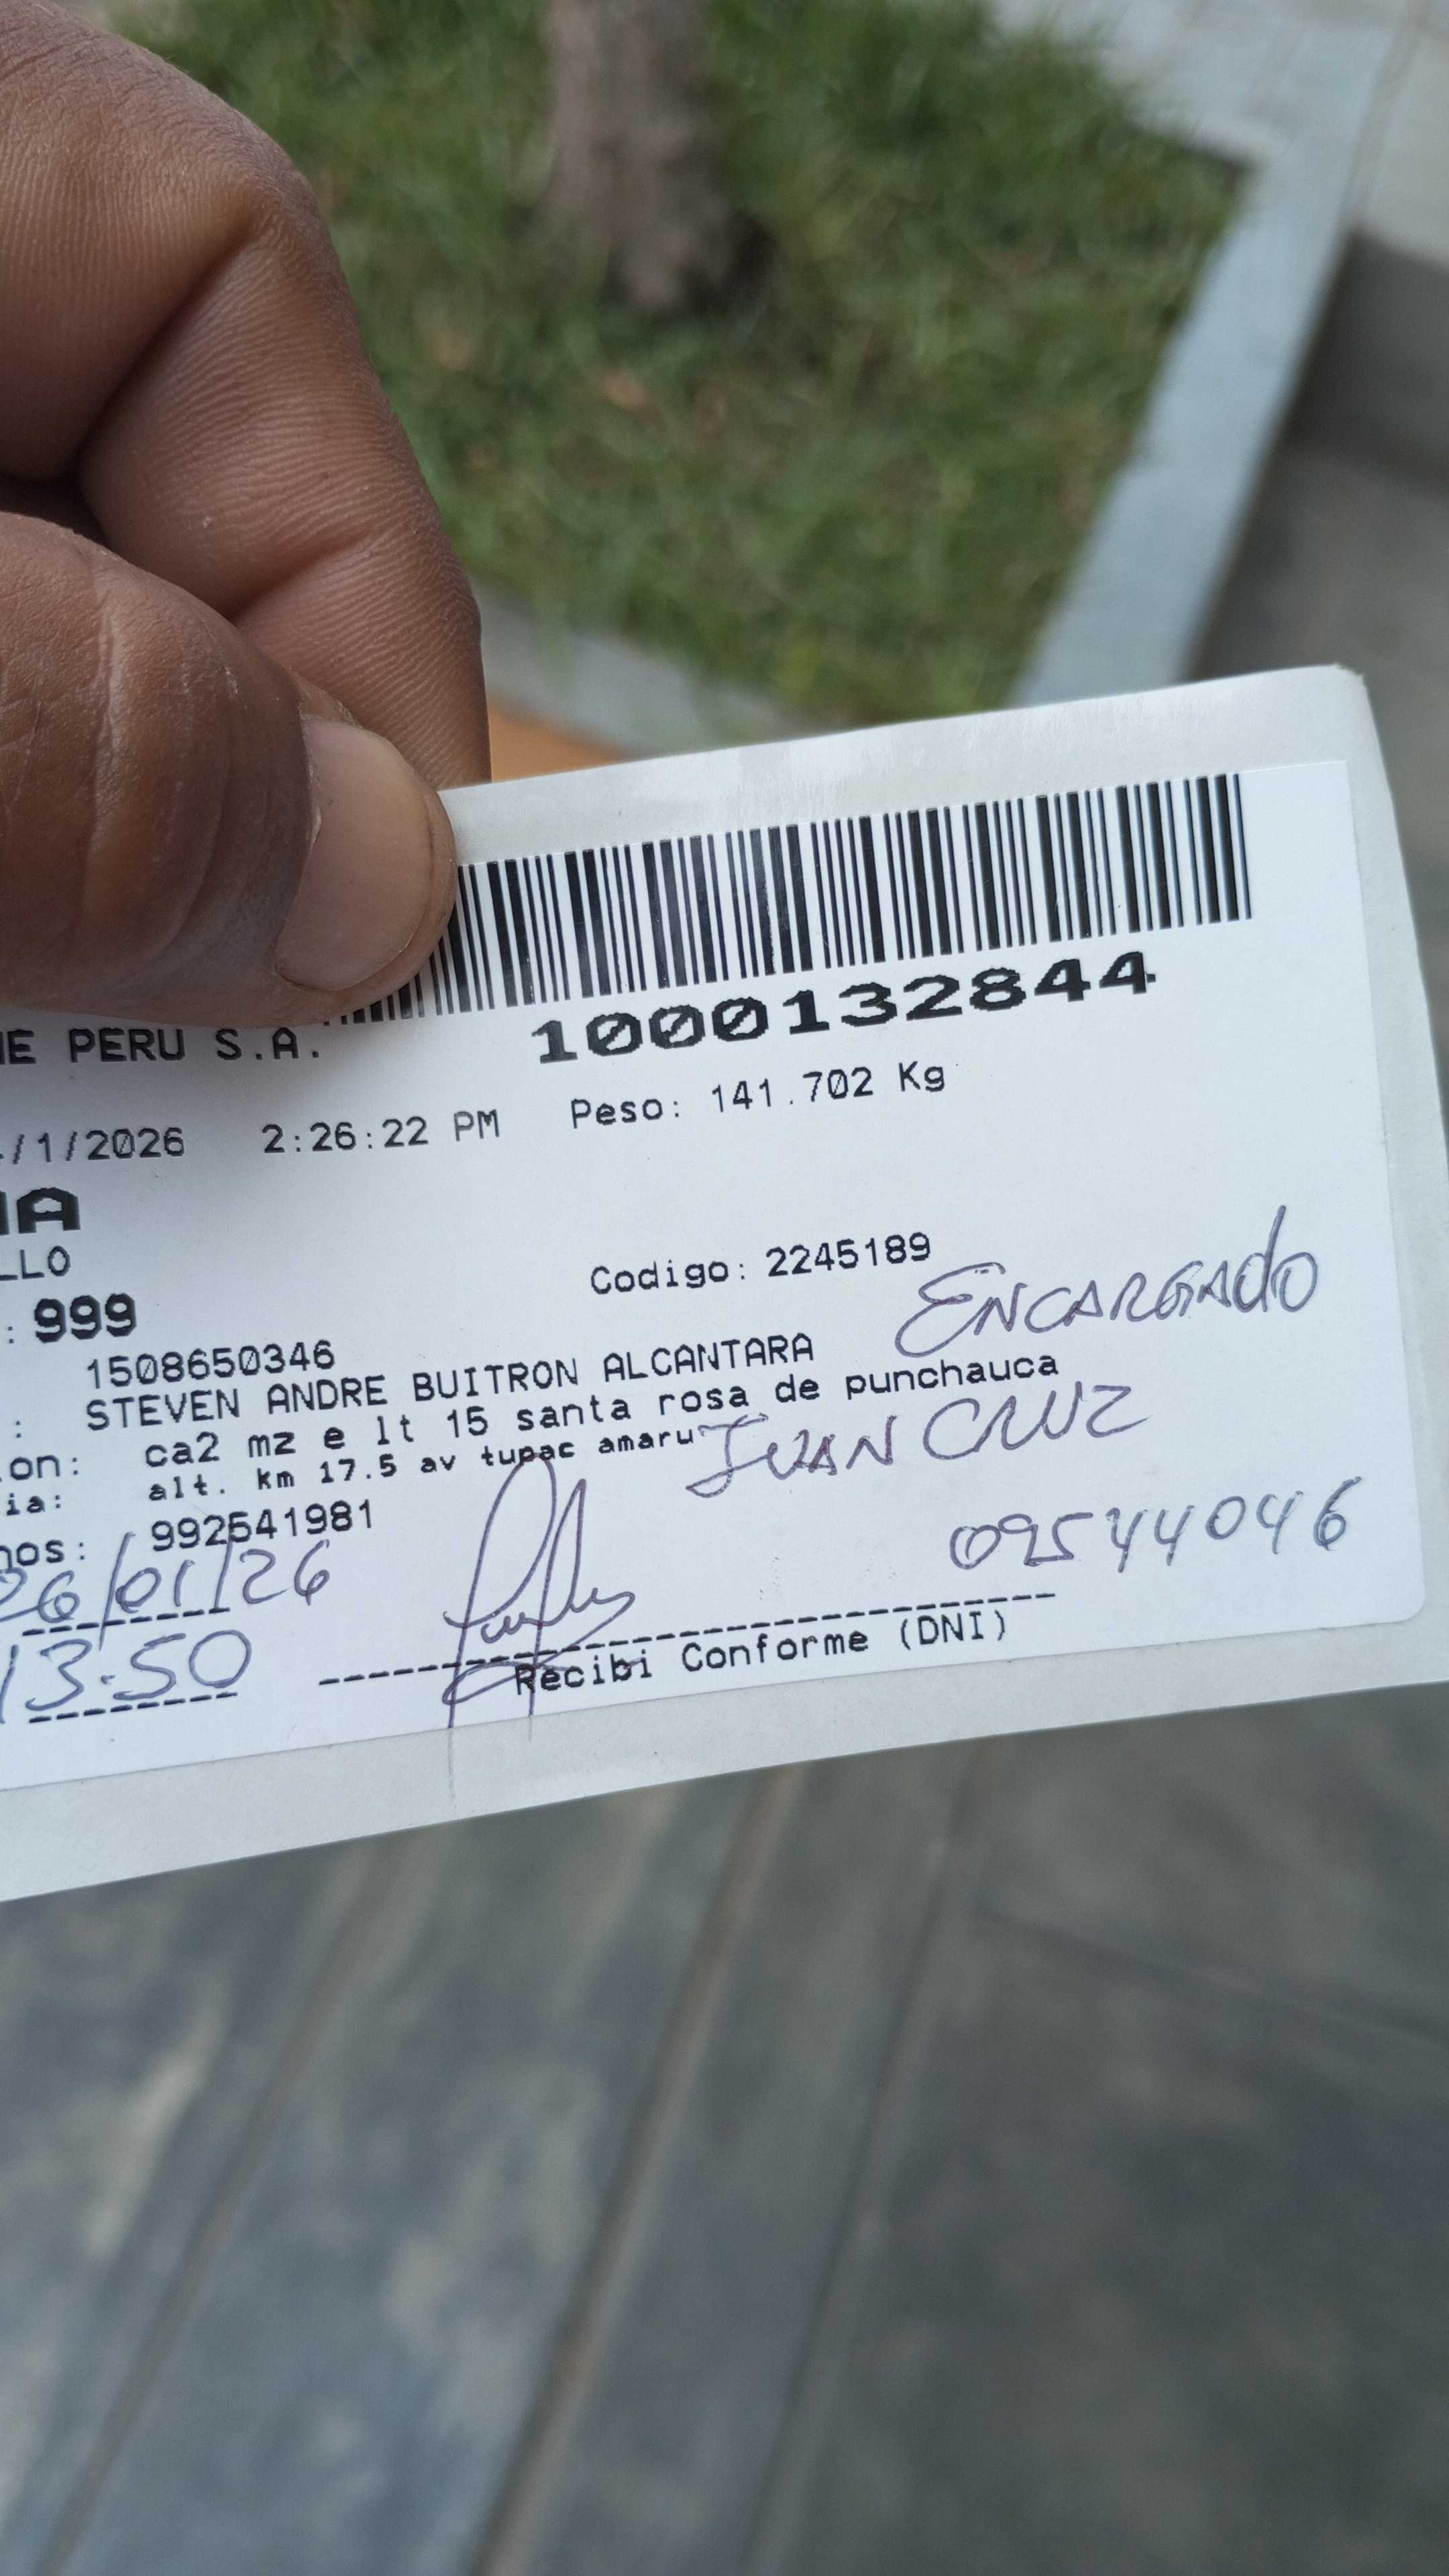 1000132844
E PERU S.A.
/1/2026 2:26:22 PM Peso: 141.702 Kg
A
LLO
Codigo: 2245189
: 999
ENCARGADO
1508650346
: STEVEN ANDRE BUITRON ALCANTARA
on: ca2 mz e lt 15 santa rosa de punchauca
ia: alt. km 17.5 av tupac amaru
JUAN CRUZ
nos: 992541981
26/01/26
09544046
13:50
Recibi Conforme (DNI)